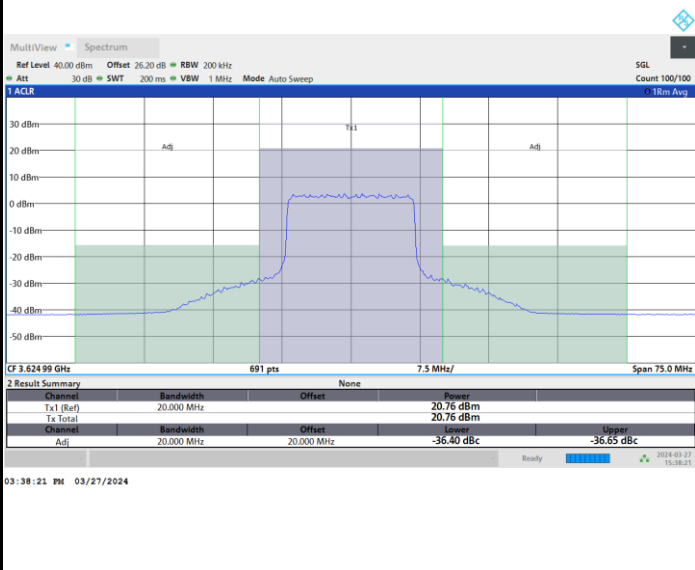 MultiView Spectrum
Ref Level 40.00 dBm Offset 26.20 dB RBW 200 kHz SGL
Att 30 dB SWT 200 ms VBW 1 MHz Mode Auto Sweep Count 100/100
1 ACLR 1Rm Avg
Tx1
30 dBm
Adj Adj
20 dBm
10 dBm
0 dBm
-10 dBm
-20 dBm
-30 dBm
-40 dBm
-50 dBm
CF 3.624 99 GHz 691 pts 7.5 MHz/ Span 75.0 MHz
2 Result Summary None
Channel Bandwidth Offset Power
Tx1 (Ref) 20.000 MHz 20.76 dBm
Tx Total 20.76 dBm
Channel Bandwidth Offset Lower Upper
Adj 20.000 MHz 20.000 MHz -36.40 dBc -36.65 dBc
Ready 2024-03-27
15:38:21
03:38:21 PM 03/27/2024